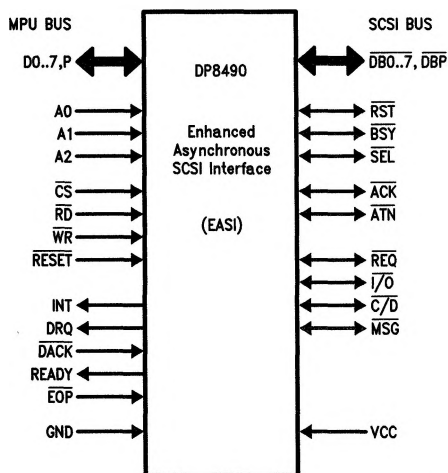 MPU BUS
D0..7,P
A0
A1
A2
CS
RD
WR
RESET
INT
DRQ
DACK
READY
EOP
GND
DP8490
Enhanced
Asynchronous
SCSI Interface
(EASI)
SCSI BUS
DB0..7, DBP
RST
BSY
SEL
ACK
ATN
REQ
I/O
C/D
MSG
VCC